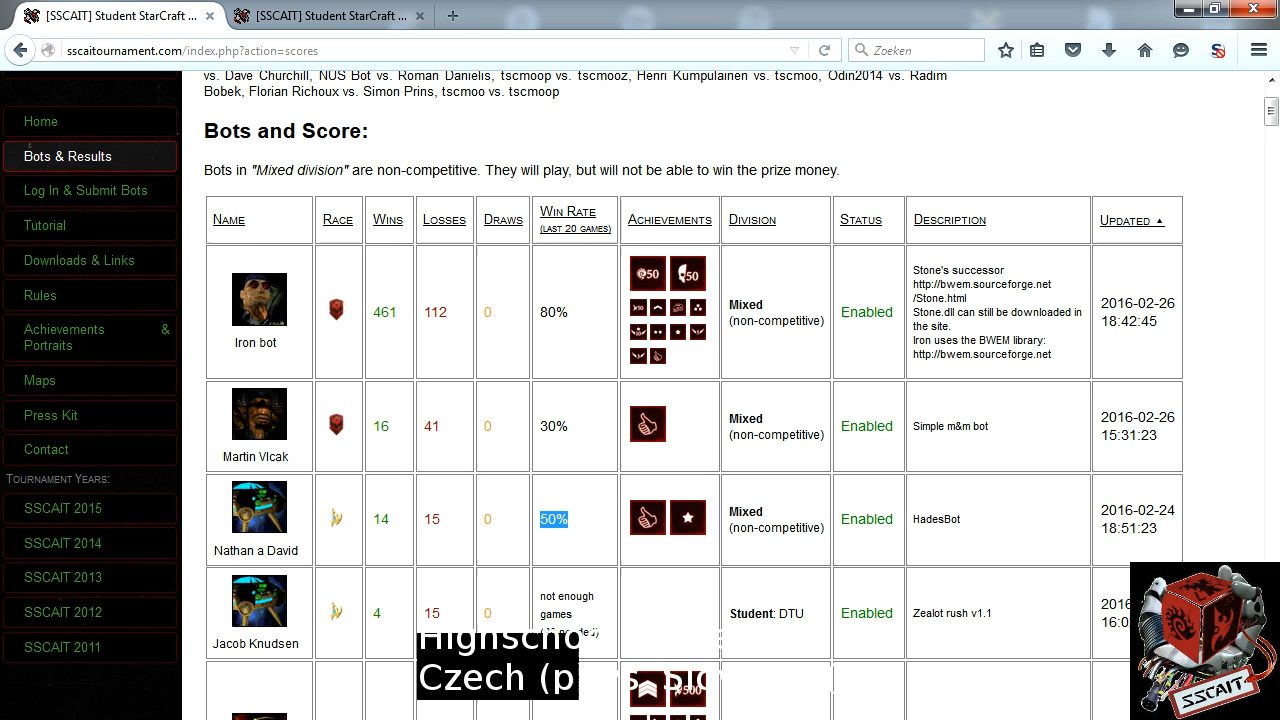 [SSCAIT] Student StarCraft ...
[SSCAIT] Student StarCraft ...
sscaitournament.com/index.php?action=scores
Zoeken
vs. Dave Churchill, NUS Bot vs. Roman Danielis, tscmoop vs. tscmooz, Henri Kumpulainen vs. tscmoo, Odin2014 vs. Radim
Bobek, Florian Richoux vs. Simon Prins, tscmoo vs. tscmoop
Home
Bots & Results
Log In & Submit Bots
Tutorial
Downloads & Links
Rules
Achievements &
Portraits
Maps
Press Kit
Contact
Tournament Years:
SSCAIT 2015
SSCAIT 2014
SSCAIT 2013
SSCAIT 2012
SSCAIT 2011
Bots and Score:
Bots in "Mixed division" are non-competitive. They will play, but will not be able to win the prize money.
Name Race Wins Losses Draws Win Rate (last 20 games) Achievements Division Status Description Updated ▲
Iron bot 461 112 0 80% Mixed (non-competitive) Enabled
Stone's successor
http://bwem.sourceforge.net
/Stone.html
Stone.dll can still be downloaded in
the site.
Iron uses the BWEM library:
http://bwem.sourceforge.net
2016-02-26
18:42:45
Martin Vlcak 16 41 0 30% Mixed (non-competitive) Enabled Simple m&m bot 2016-02-26 15:31:23
Nathan a David 14 15 0 50% Mixed (non-competitive) Enabled HadesBot 2016-02-24 18:51:23
Jacob Knudsen 4 15 0 not enough games Student: DTU Enabled Zealot rush v1.1
Czech
SSCAIT